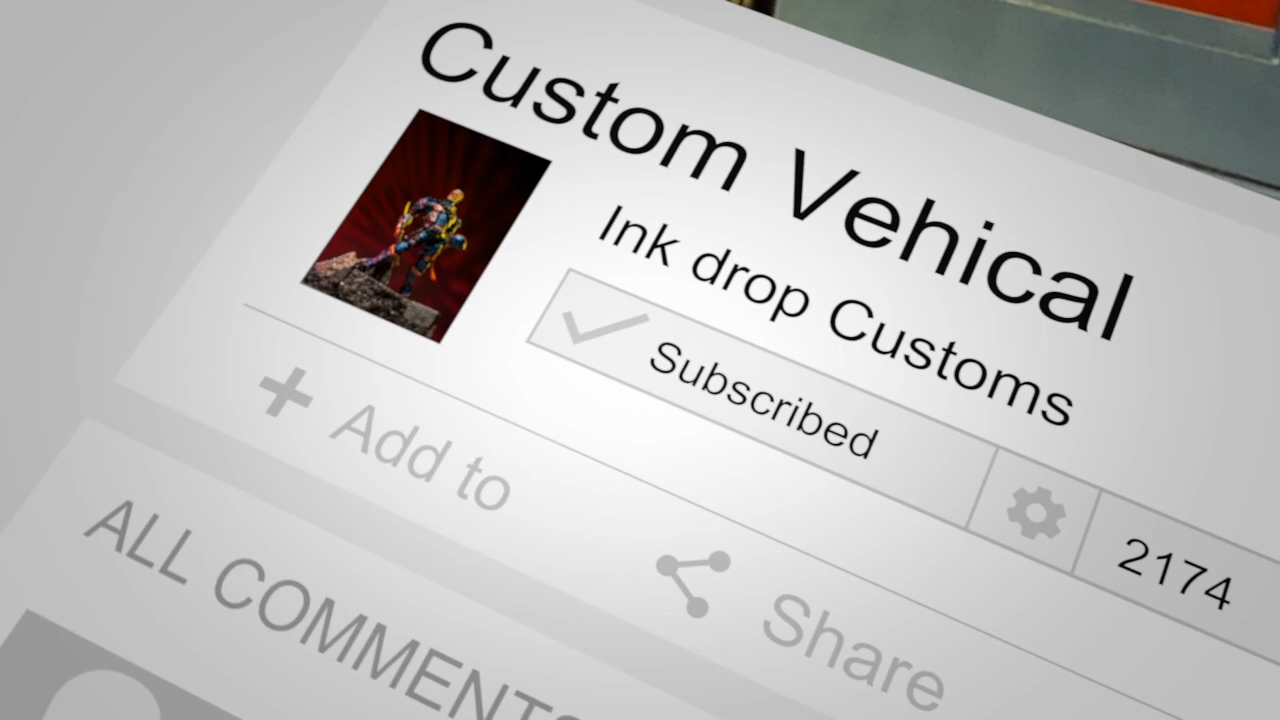 Custom Vehical
Ink drop Customs
Subscribed
2174
Add to
Share
ALL COMMENTS